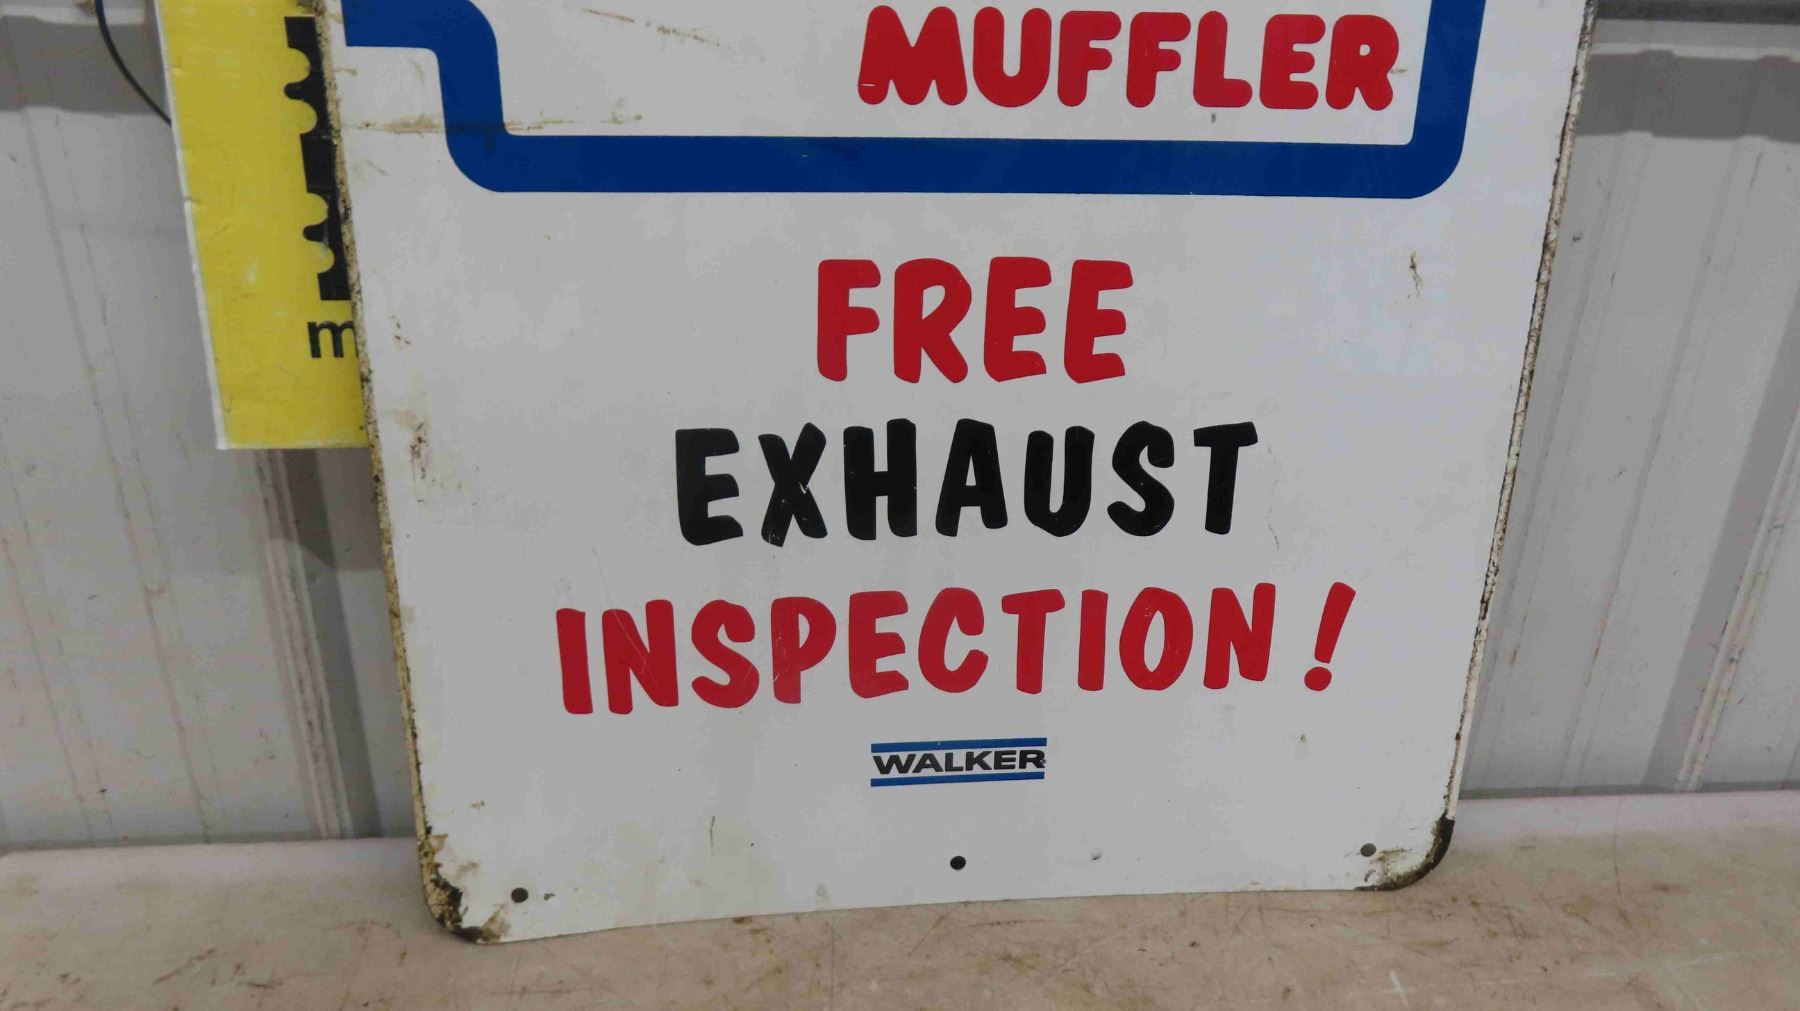 MUFFLER
FREE
EXHAUST
INSPECTION!
WALKER
m